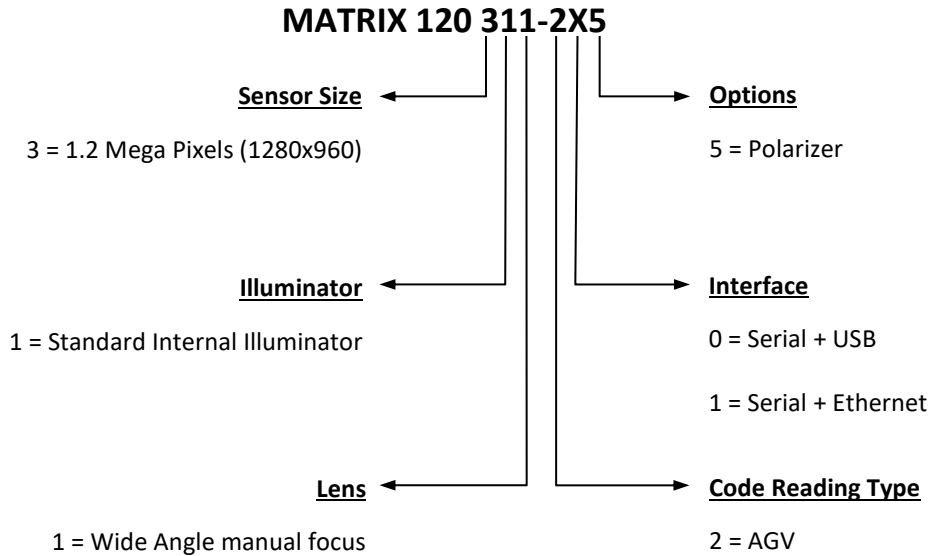 MATRIX 120 311-2X5
Sensor Size
3 = 1.2 Mega Pixels (1280x960)
Options
5 = Polarizer
Illuminator
1 = Standard Internal Illuminator
Interface
0 = Serial + USB
1 = Serial + Ethernet
Lens
1 = Wide Angle manual focus
Code Reading Type
2 = AGV